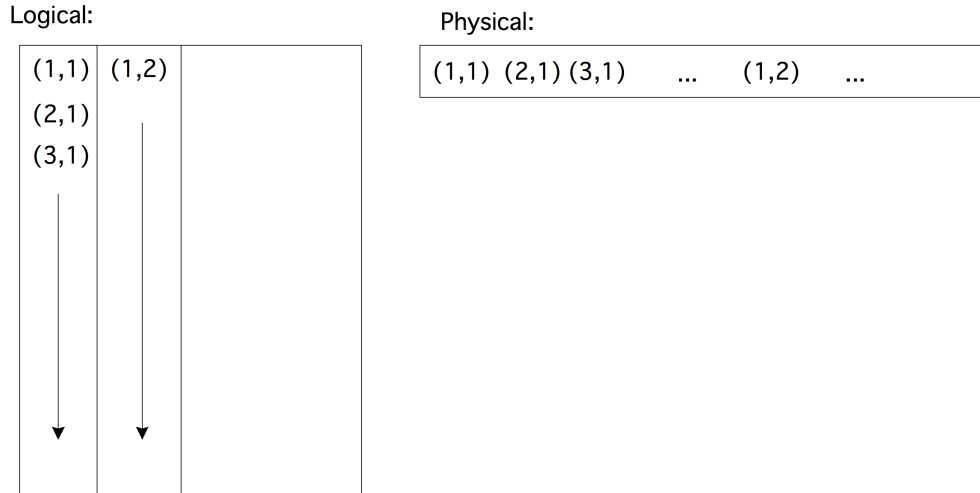 Logical:
(1,1) (1,2)
(2,1)
(3,1)
Physical:
(1,1) (2,1) (3,1) ... (1,2) ...